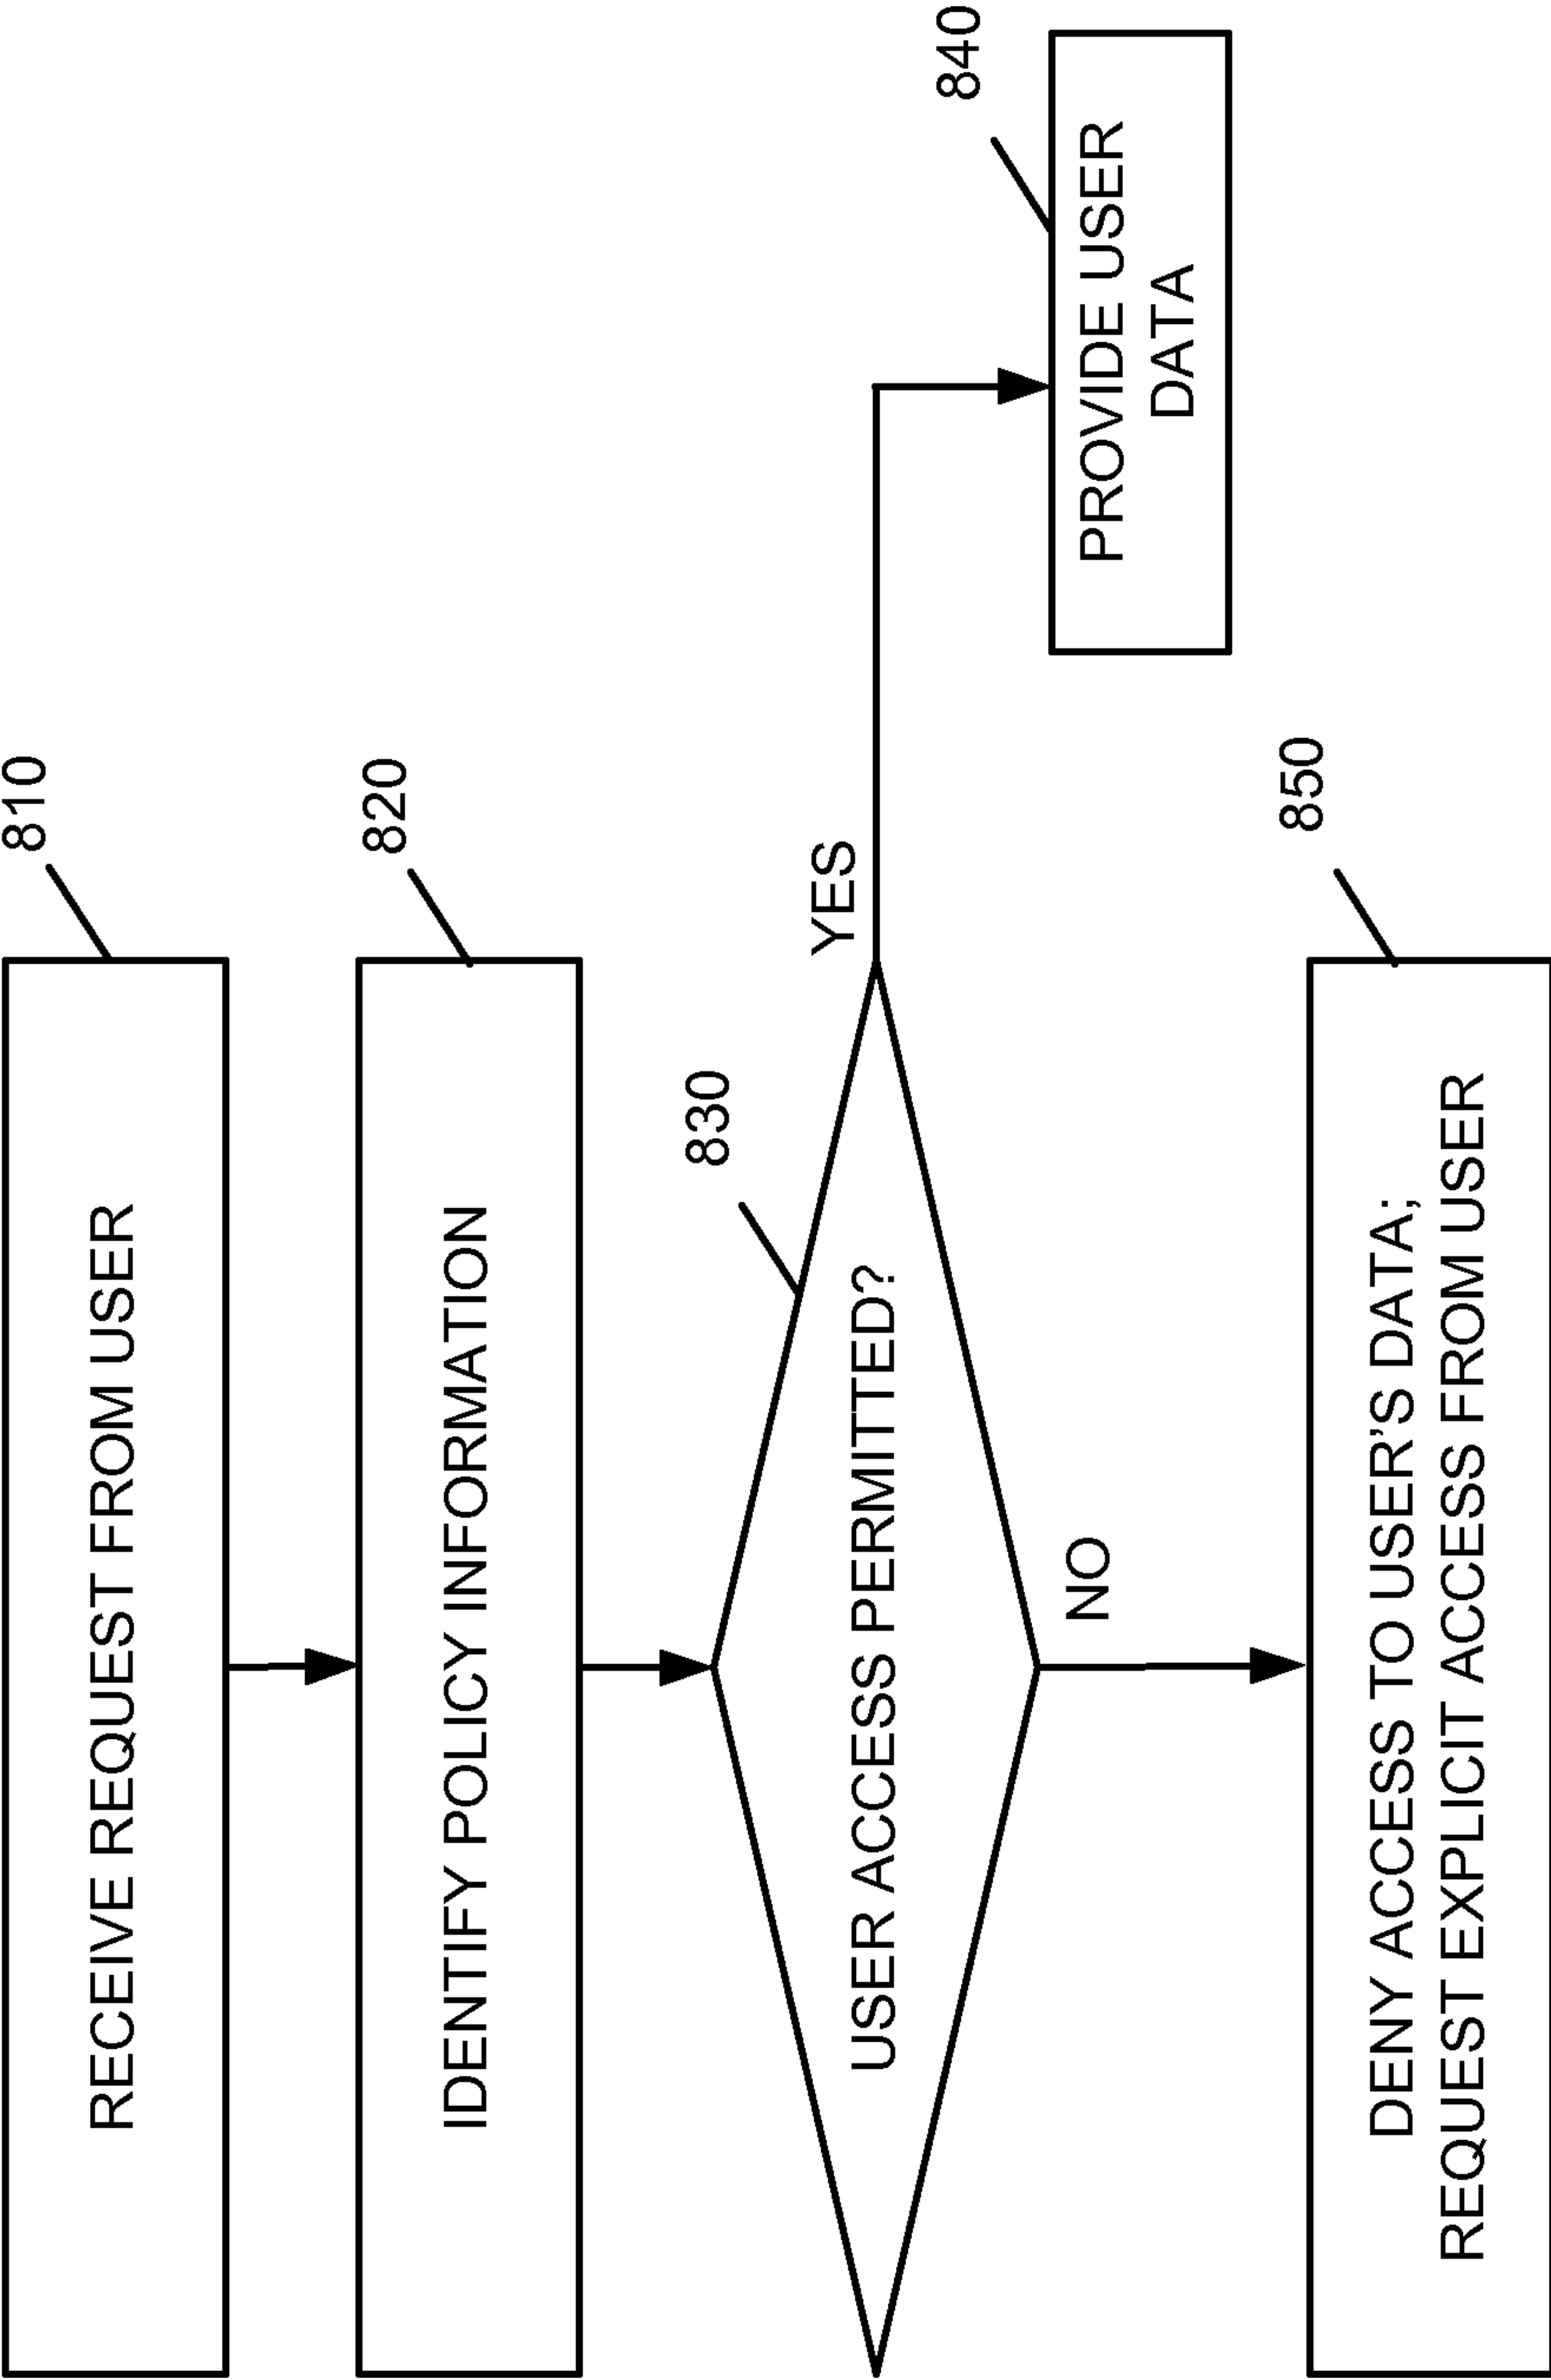 810
RECEIVE REQUEST FROM USER
820
IDENTIFY POLICY INFORMATION
830
USER ACCESS PERMITTED?
YES
840
PROVIDE USER
DATA
NO
850
DENY ACCESS TO USER’S DATA;
REQUEST EXPLICIT ACCESS FROM USER